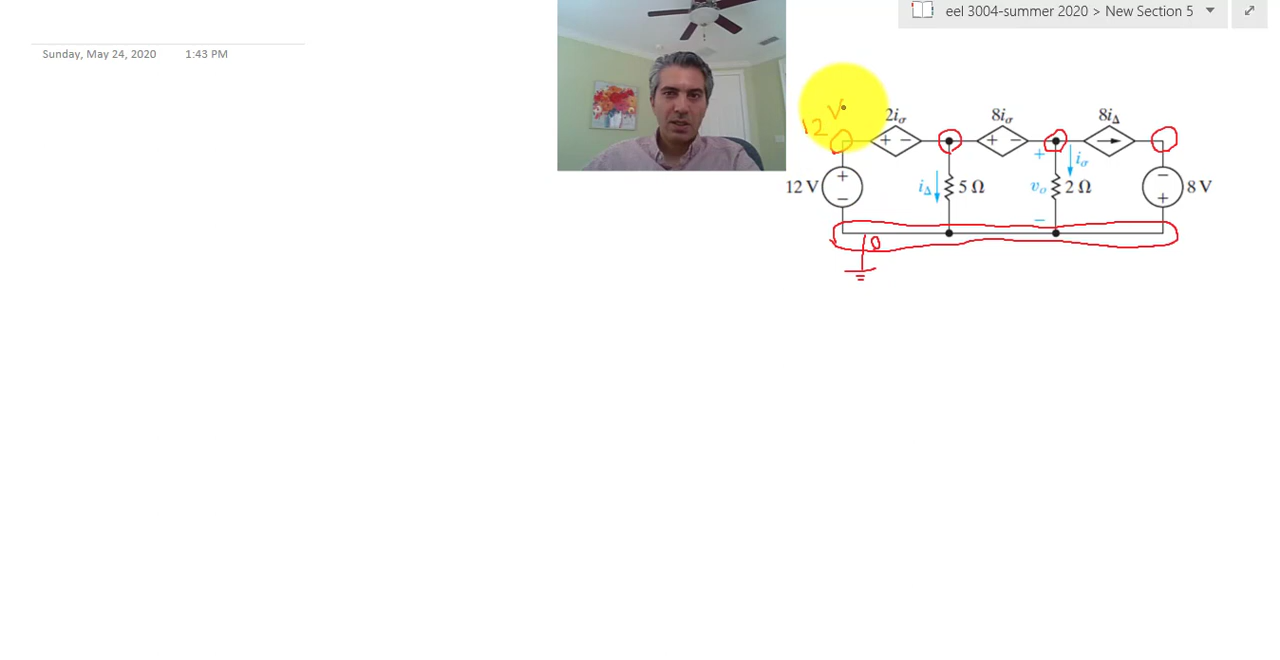 eel 3004-summer 2020 > New Section 5
Sunday, May 24, 2020 1:43 PM
12 V
2iσ 8iσ 8iΔ
+ − + −
+ iσ −
12 V + − iΔ 5 Ω vo 2 Ω + 8 V
−
0